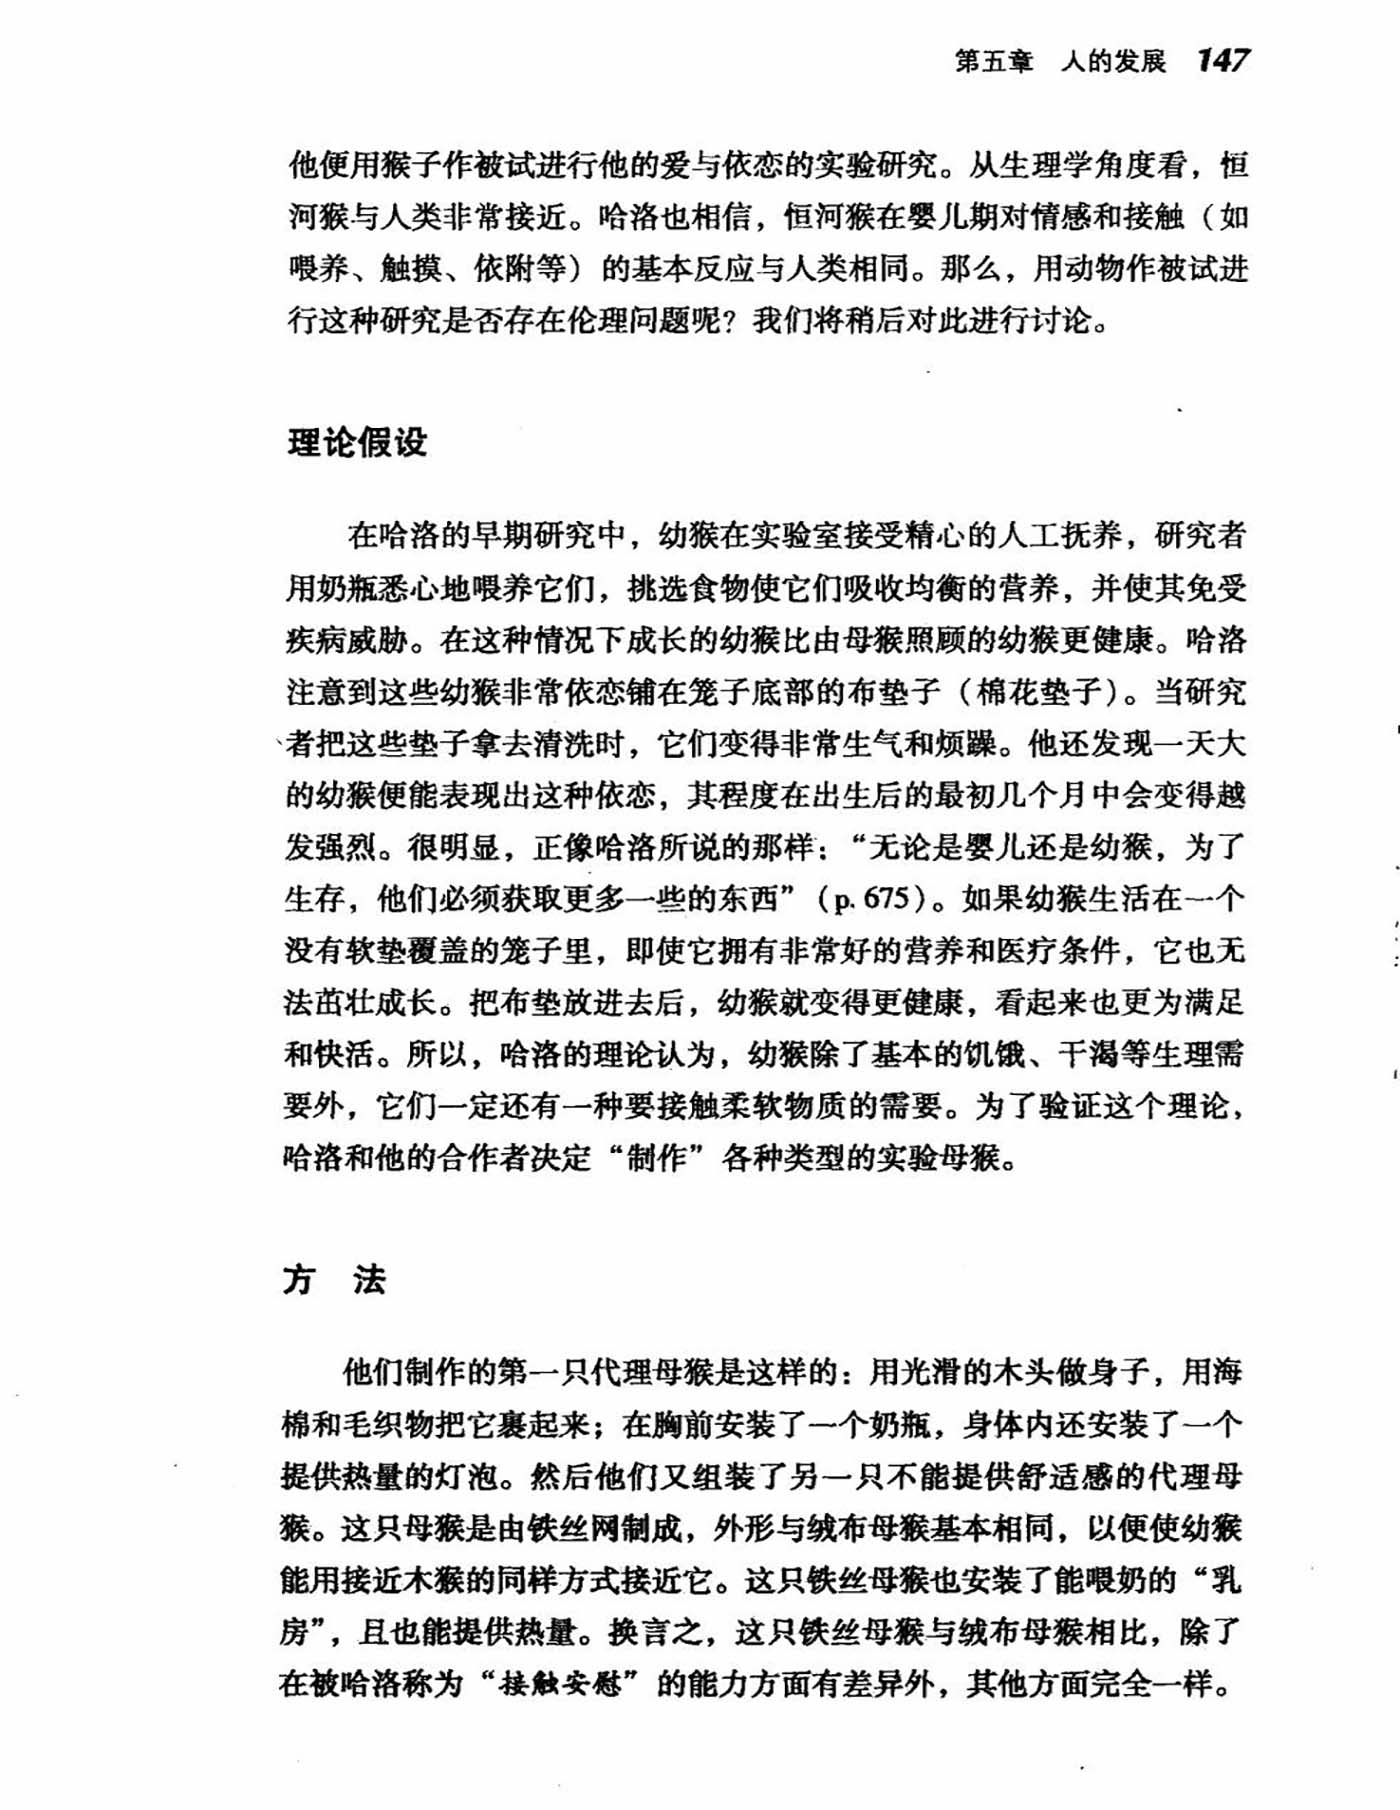 第五章 人的发展 147
他便用猴子作被试进行他的爱与依恋的实验研究。从生理学角度看，恒
河猴与人类非常接近。哈洛也相信，恒河猴在婴儿期对情感和接触（如
喂养、触摸、依附等）的基本反应与人类相同。那么，用动物作被试进
行这种研究是否存在伦理问题呢？我们将稍后对此进行讨论。
理论假设
在哈洛的早期研究中，幼猴在实验室接受精心的人工抚养，研究者
用奶瓶悉心地喂养它们，挑选食物使它们吸收均衡的营养，并使其免受
疾病威胁。在这种情况下成长的幼猴比由母猴照顾的幼猴更健康。哈洛
注意到这些幼猴非常依恋铺在笼子底部的布垫子（棉花垫子）。当研究
者把这些垫子拿去清洗时，它们变得非常生气和烦躁。他还发现一天大
的幼猴便能表现出这种依恋，其程度在出生后的最初几个月中会变得越
发强烈。很明显，正像哈洛所说的那样：“无论是婴儿还是幼猴，为了
生存，他们必须获取更多一些的东西”（p. 675）。如果幼猴生活在一个
没有软垫覆盖的笼子里，即使它拥有非常好的营养和医疗条件，它也无
法茁壮成长。把布垫放进去后，幼猴就变得更健康，看起来也更为满足
和快活。所以，哈洛的理论认为，幼猴除了基本的饥饿、干渴等生理需
要外，它们一定还有一种要接触柔软物质的需要。为了验证这个理论，
哈洛和他的合作者决定“制作”各种类型的实验母猴。
方 法
他们制作的第一只代理母猴是这样的：用光滑的木头做身子，用海
棉和毛织物把它裹起来；在胸前安装了一个奶瓶，身体内还安装了一个
提供热量的灯泡。然后他们又组装了另一只不能提供舒适感的代理母
猴。这只母猴是由铁丝网制成，外形与绒布母猴基本相同，以便使幼猴
能用接近木猴的同样方式接近它。这只铁丝母猴也安装了能喂奶的“乳
房”，且也能提供热量。换言之，这只铁丝母猴与绒布母猴相比，除了
在被哈洛称为“接触安慰”的能力方面有差异外，其他方面完全一样。